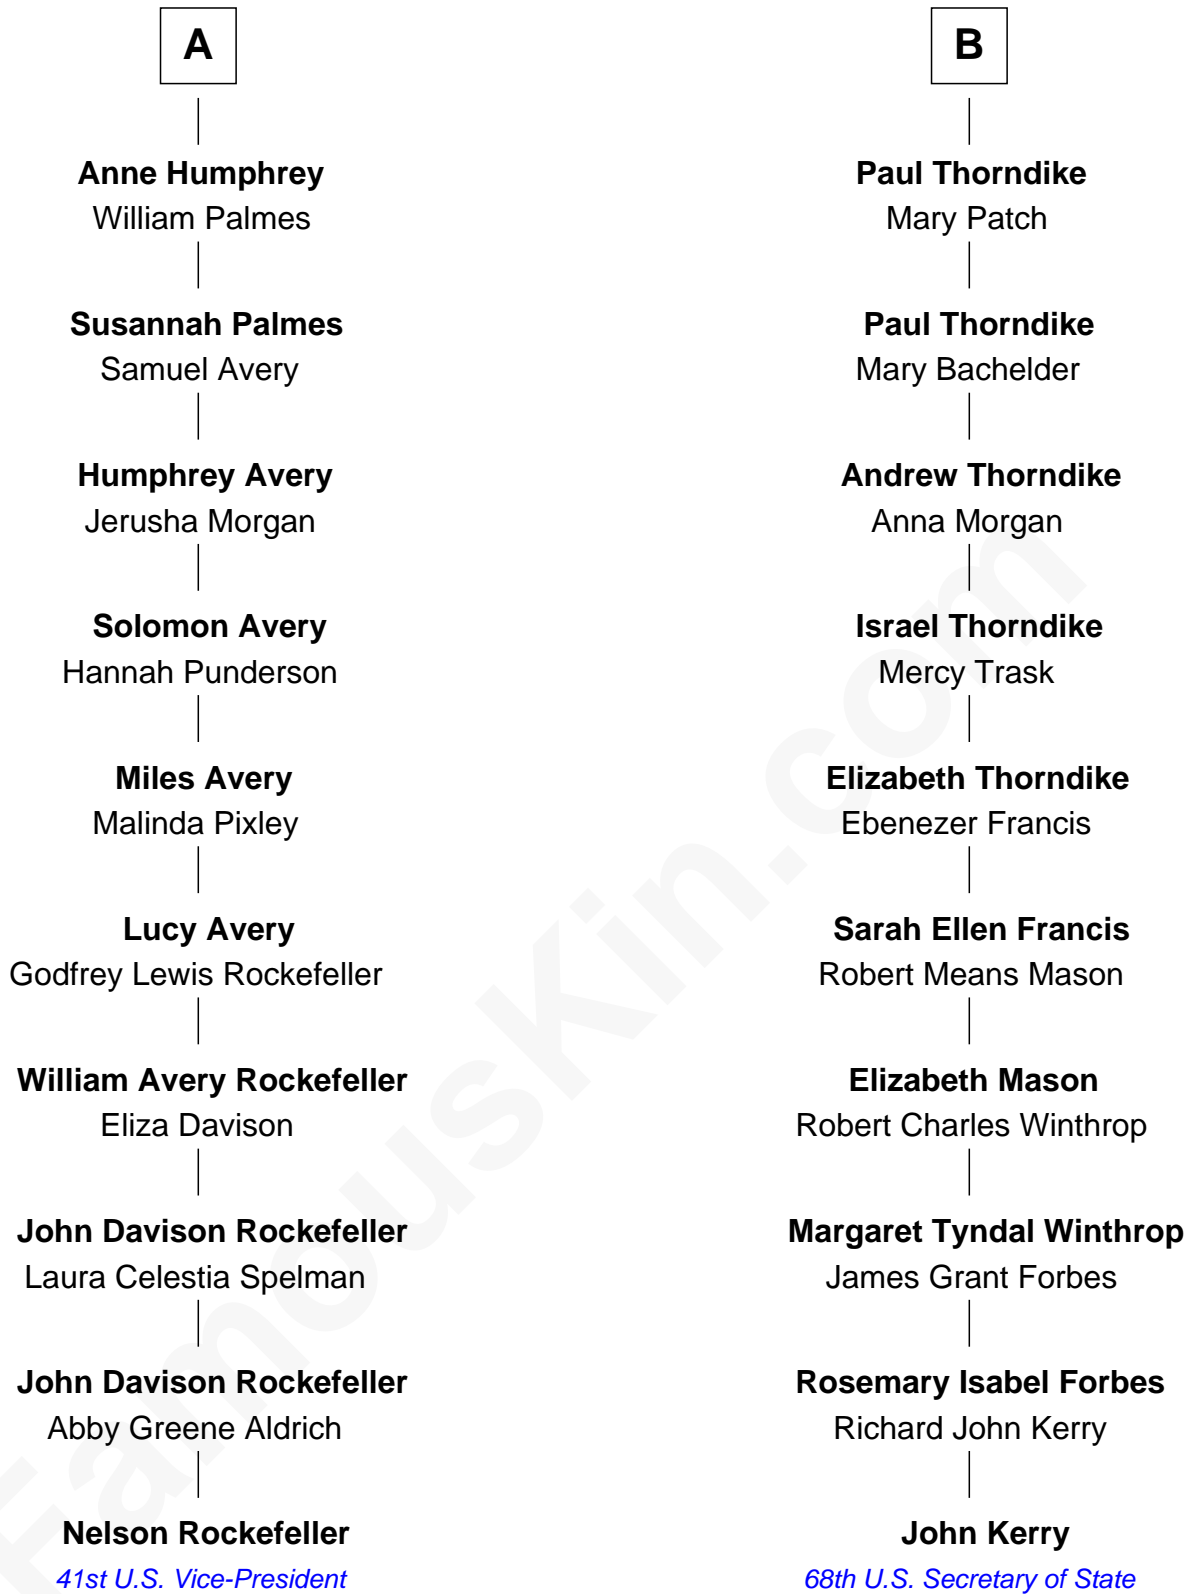 A
Anne Humphrey
William Palmes
Susannah Palmes
Samuel Avery
Humphrey Avery
Jerusha Morgan
Solomon Avery
Hannah Punderson
Miles Avery
Malinda Pixley
Lucy Avery
Godfrey Lewis Rockefeller
William Avery Rockefeller
Eliza Davison
John Davison Rockefeller
Laura Celestia Spelman
John Davison Rockefeller
Abby Greene Aldrich
Nelson Rockefeller
41st U.S. Vice-President
B
Paul Thorndike
Mary Patch
Paul Thorndike
Mary Bachelder
Andrew Thorndike
Anna Morgan
Israel Thorndike
Mercy Trask
Elizabeth Thorndike
Ebenezer Francis
Sarah Ellen Francis
Robert Means Mason
Elizabeth Mason
Robert Charles Winthrop
Margaret Tyndal Winthrop
James Grant Forbes
Rosemary Isabel Forbes
Richard John Kerry
John Kerry
68th U.S. Secretary of State
FamousKin.com